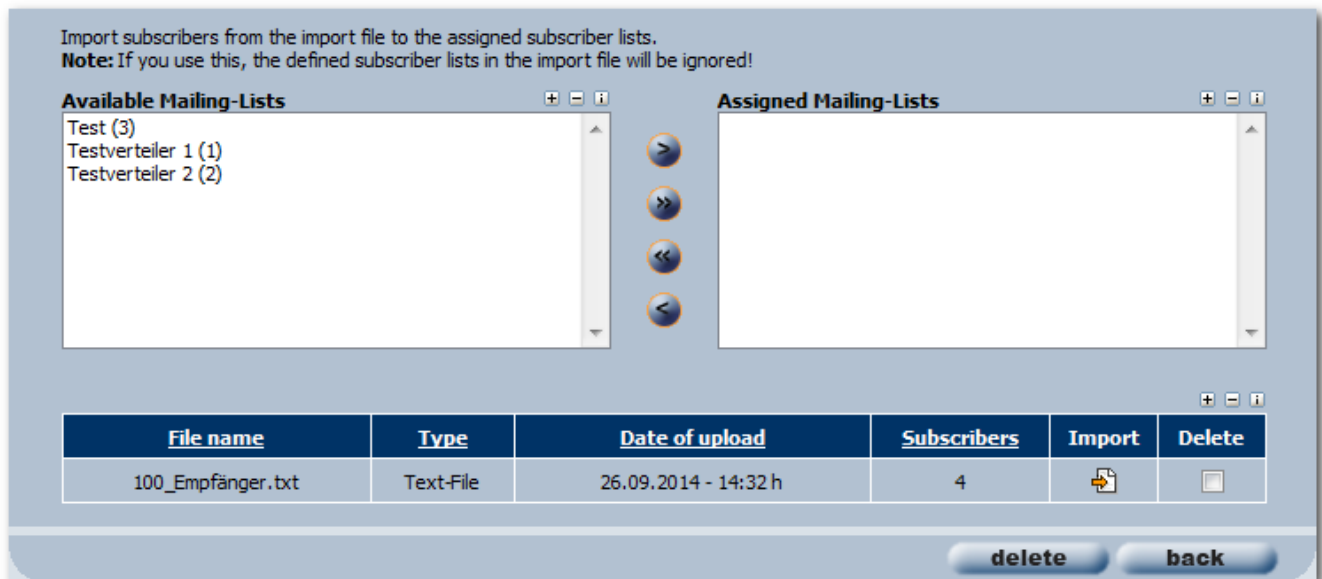 Import subscribers from the import file to the assigned subscriber lists.
Note: If you use this, the defined subscriber lists in the import file will be ignored!
Available Mailing-Lists
Assigned Mailing-Lists
Test (3)
Testverteiler 1 (1)
Testverteiler 2 (2)
>
>>
<<
<
File name Type Date of upload Subscribers Import Delete
100_Empfänger.txt Text-File 26.09.2014 - 14:32 h 4
delete back